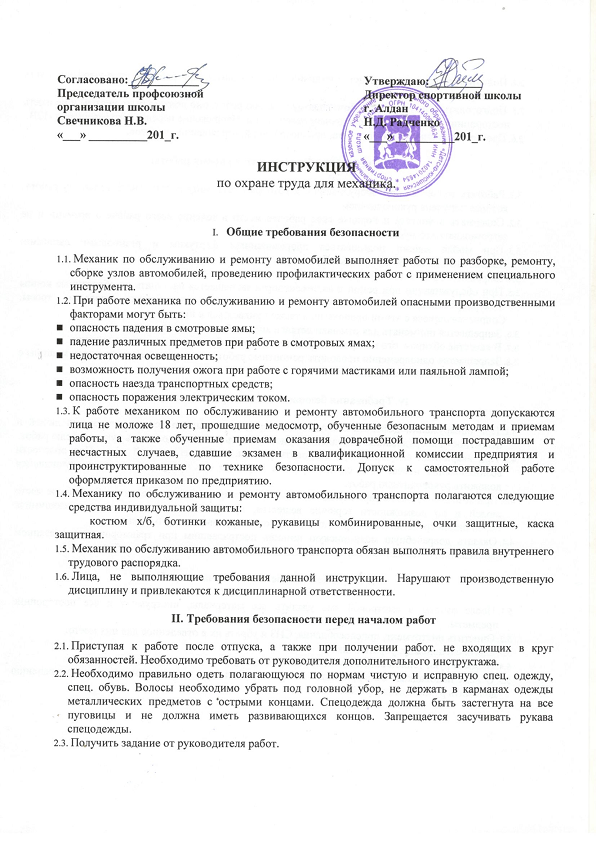 Согласовано:
Председатель профсоюзной
организации школы
Свечникова Н.В.
«___» __________201_г.
Утверждаю:
Директор спортивной школы
г. Алдан
Н.Д. Радченко
«___» __________201_г.
ИНСТРУКЦИЯ
по охране труда для механика.
I. Общие требования безопасности
1.1. Механик по обслуживанию и ремонту автомобилей выполняет работы по разборке, ремонту,
сборке узлов автомобилей, проведению профилактических работ с применением специального
инструмента.
1.2. При работе механика по обслуживанию и ремонту автомобилей опасными производственными
факторами могут быть:
■ опасность падения в смотровые ямы;
■ падение различных предметов при работе в смотровых ямах;
■ недостаточная освещенность;
■ возможность получения ожога при работе с горячими мастиками или паяльной лампой;
■ опасность наезда транспортных средств;
■ опасность поражения электрическим током.
1.3. К работе механиком по обслуживанию и ремонту автомобильного транспорта допускаются
лица не моложе 18 лет, прошедшие медосмотр, обученные безопасным методам и приемам
работы, а также обученные приемам оказания доврачебной помощи пострадавшим от
несчастных случаев, сдавшие экзамен в квалификационной комиссии предприятия и
проинструктированные по технике безопасности. Допуск к самостоятельной работе
оформляется приказом по предприятию.
1.4. Механику по обслуживанию и ремонту автомобильного транспорта полагаются следующие
средства индивидуальной защиты:
костюм х/б, ботинки кожаные, рукавицы комбинированные, очки защитные, каска
защитная.
1.5. Механик по обслуживанию автомобильного транспорта обязан выполнять правила внутреннего
трудового распорядка.
1.6. Лица, не выполняющие требования данной инструкции. Нарушают производственную
дисциплину и привлекаются к дисциплинарной ответственности.
II. Требования безопасности перед началом работ
2.1. Приступая к работе после отпуска, а также при получении работ. не входящих в круг
обязанностей. Необходимо требовать от руководителя дополнительного инструктажа.
2.2. Необходимо правильно одеть полагающуюся по нормам чистую и исправную спец. одежду,
спец. обувь. Волосы необходимо убрать под головной убор, не держать в карманах одежды
металлических предметов с острыми концами. Спецодежда должна быть застегнута на все
пуговицы и не должна иметь развивающихся концов. Запрещается засучивать рукава
спецодежды.
2.3. Получить задание от руководителя работ.